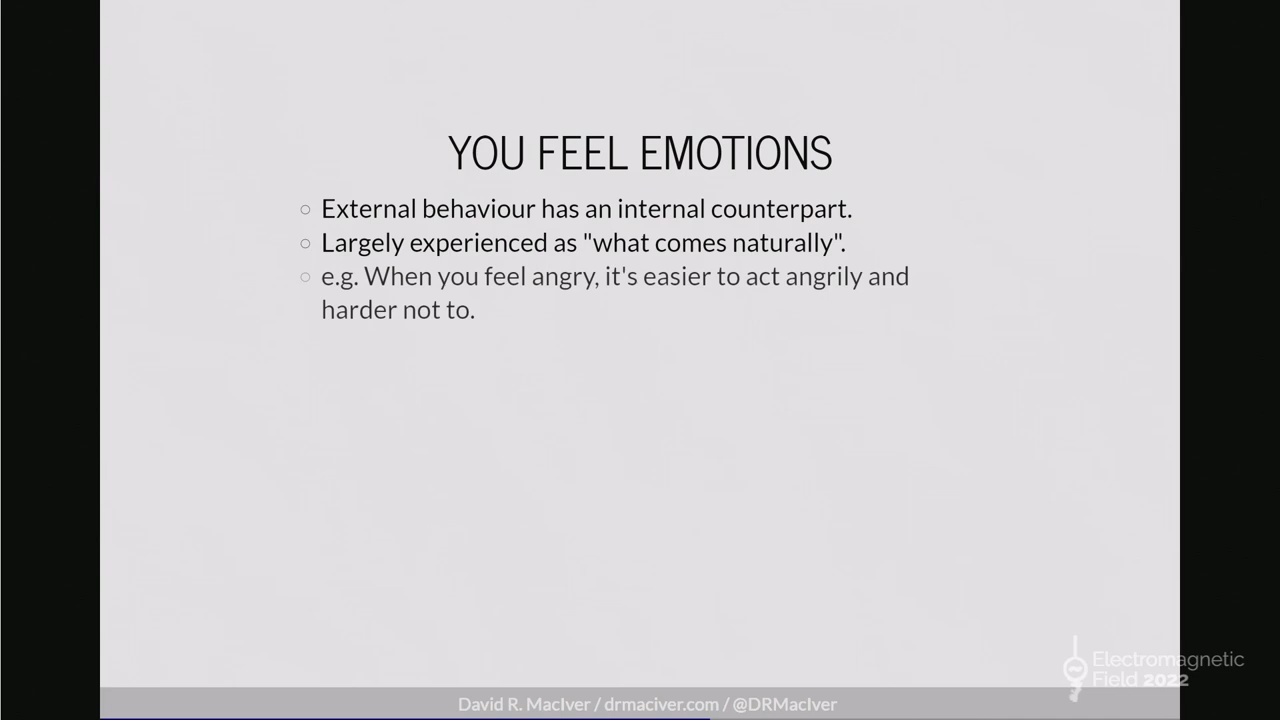 YOU FEEL EMOTIONS
External behaviour has an internal counterpart.
Largely experienced as "what comes naturally".
e.g. When you feel angry, it's easier to act angrily and
harder not to.
Electromagnetic
Field 2022
David R. MacIver / drmaciver.com / @DRMacIver